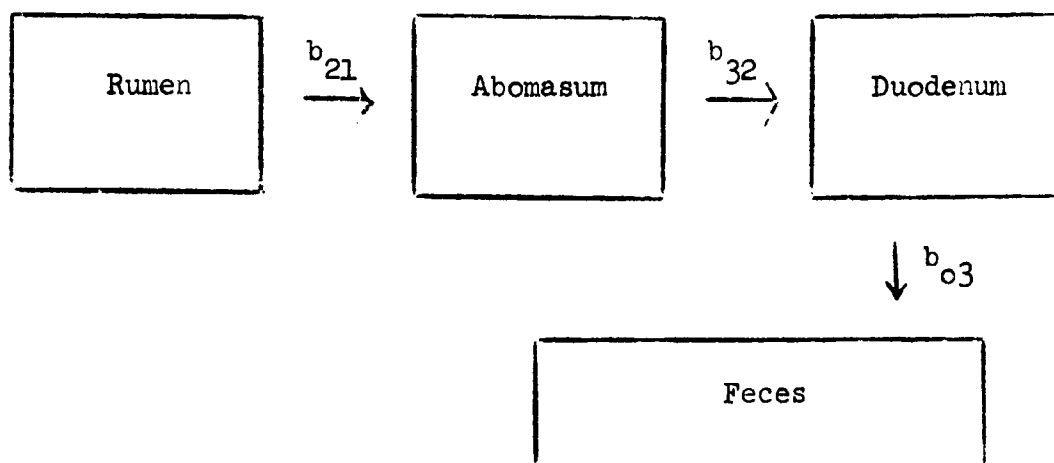 Rumen
b21
Abomasum
b32
Duodenum
bo3
Feces